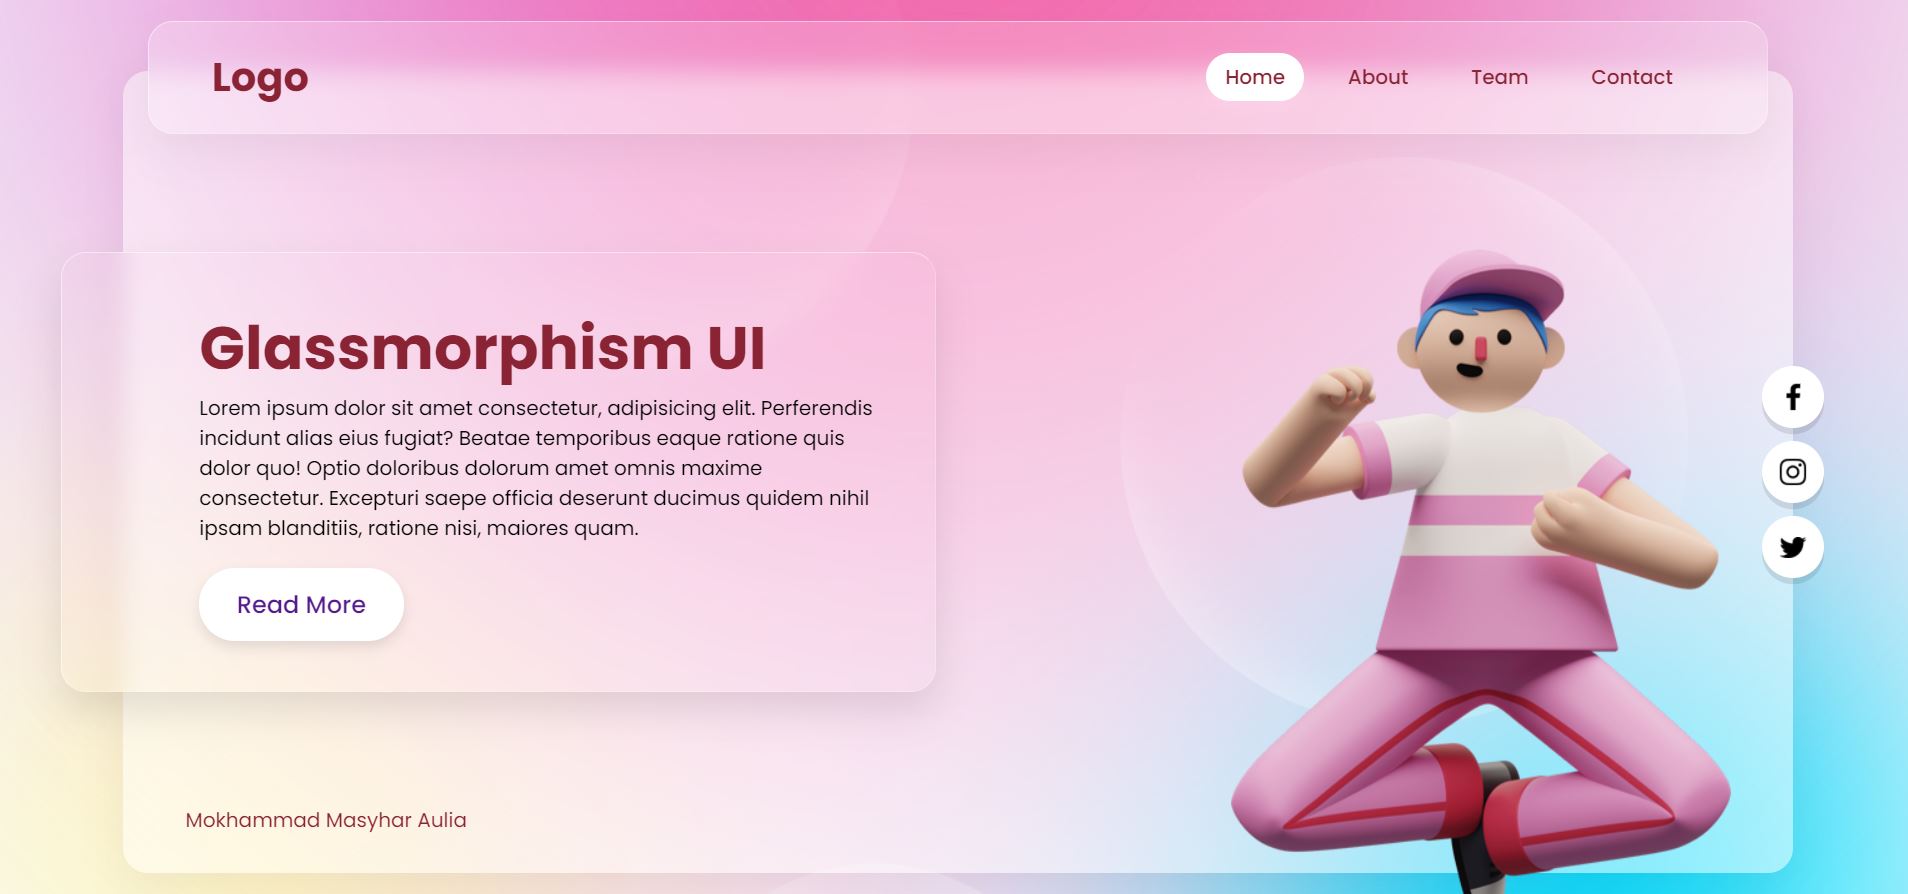 Logo
Home About Team Contact
Glassmorphism UI
Lorem ipsum dolor sit amet consectetur, adipisicing elit. Perferendis
incidunt alias eius fugiat? Beatae temporibus eaque ratione quis
dolor quo! Optio doloribus dolorum amet omnis maxime
consectetur. Excepturi saepe officia deserunt ducimus quidem nihil
ipsam blanditiis, ratione nisi, maiores quam.
Read More
Mokhammad Masyhar Aulia